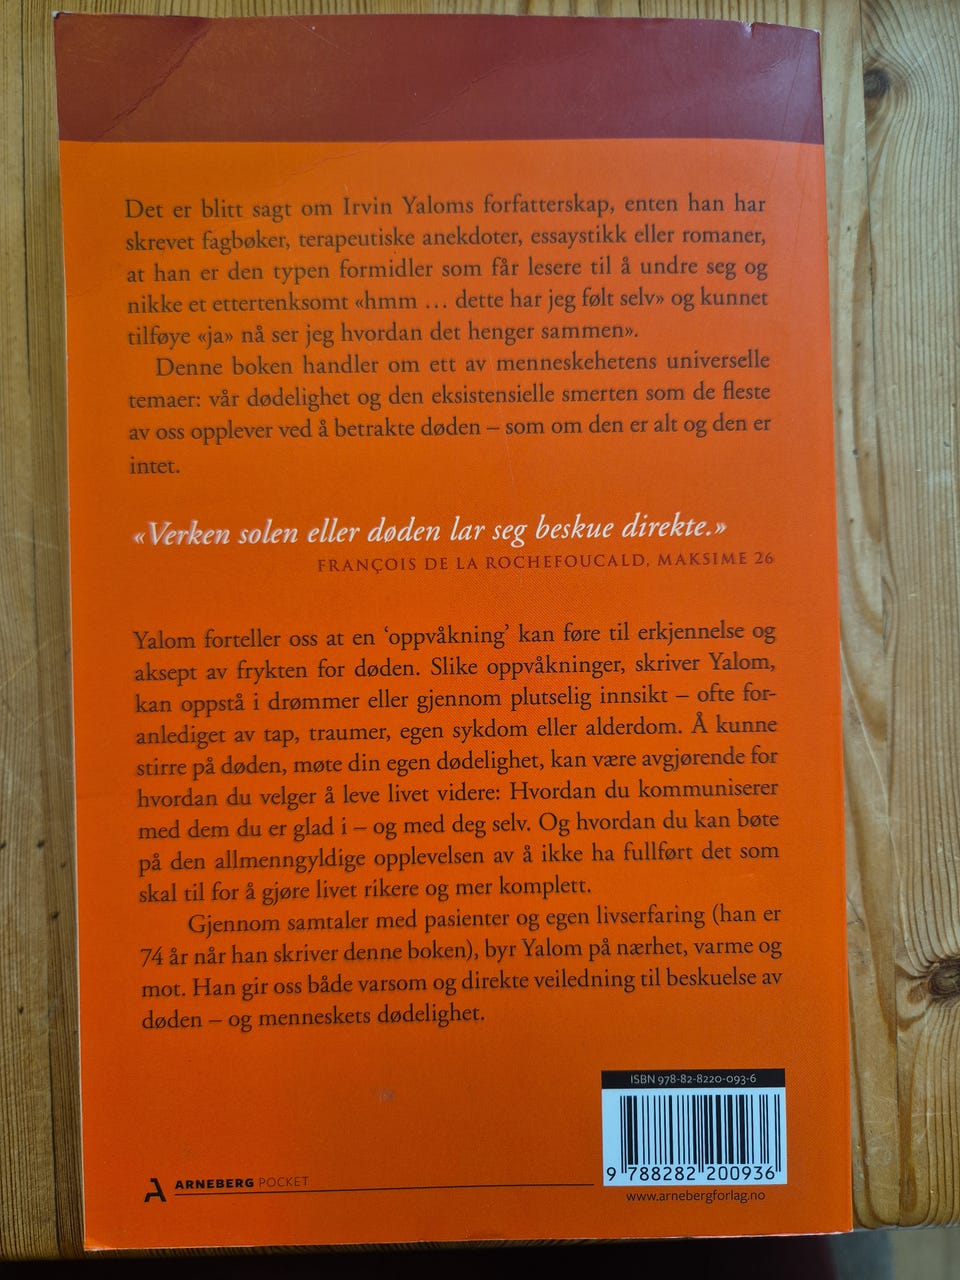 Det er blitt sagt om Irvin Yaloms forfatterskap, enten han har
skrevet fagbøker, terapeutiske anekdoter, essaystikk eller romaner,
at han er den typen formidler som får lesere til å undre seg og
nikke et ettertenksomt «hmm … dette har jeg følt selv» og kunnet
tilføye «ja» nå ser jeg hvordan det henger sammen».
Denne boken handler om ett av menneskehetens universelle
temaer: vår dødelighet og den eksistensielle smerten som de fleste
av oss opplever ved å betrakte døden – som om den er alt og den er
intet.
«Verken solen eller døden lar seg beskue direkte.»
FRANÇOIS DE LA ROCHEFOUCALD, MAKSIME 26
Yalom forteller oss at en ‘oppvåkning’ kan føre til erkjennelse og
aksept av frykten for døden. Slike oppvåkninger, skriver Yalom,
kan oppstå i drømmer eller gjennom plutselig innsikt – ofte for-
anlediget av tap, traumer, egen sykdom eller alderdom. Å kunne
stirre på døden, møte din egen dødelighet, kan være avgjørende for
hvordan du velger å leve livet videre: Hvordan du kommuniserer
med dem du er glad i – og med deg selv. Og hvordan du kan bøte
på den allmenngyldige opplevelsen av å ikke ha fullført det som
skal til for å gjøre livet rikere og mer komplett.
Gjennom samtaler med pasienter og egen livserfaring (han er
74 år når han skriver denne boken), byr Yalom på nærhet, varme og
mot. Han gir oss både varsom og direkte veiledning til beskuelse av
døden – og menneskets dødelighet.
ISBN 978-82-8220-093-6
9 788282 200936
ARNEBERG POCKET
www.arnebergforlag.no